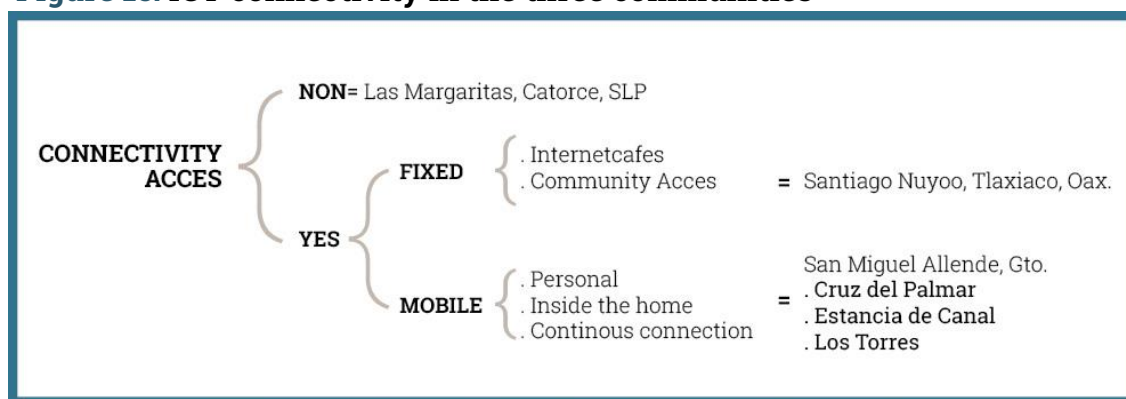 Figure ICT connectivity in the three communities
NON= Las Margaritas, Catorce, SLP
CONNECTIVITY
ACCES
YES
FIXED
. Internetcafes
. Community Acces
= Santiago Nuyoo, Tlaxiaco, Oax.
MOBILE
. Personal
. Inside the home
. Continous connection
=
San Miguel Allende, Gto.
. Cruz del Palmar
. Estancia de Canal
. Los Torres